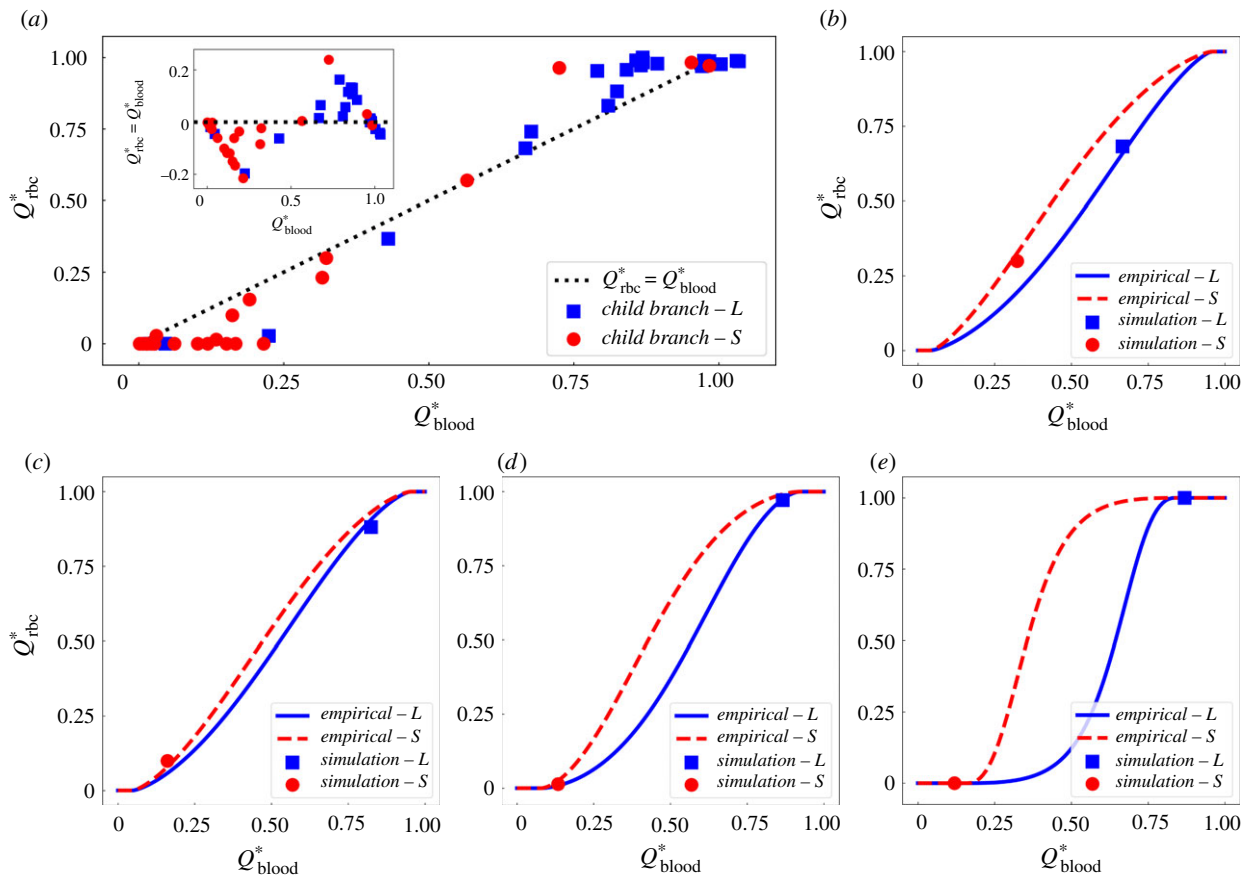 (a)
1.00
0.75
0.50
0.25
0
Q*rbc
0
0.25
0.50
0.75
1.00
Q*blood
0.2
0
−0.2
Q*rbc = Q*blood
0
0.5
1.0
Q*blood
Q*rbc = Q*blood
child branch – L
child branch – S
(b)
1.00
0.75
0.50
0.25
0
Q*rbc
0
0.25
0.50
0.75
1.00
Q*blood
empirical – L
empirical – S
simulation – L
simulation – S
(c)
1.00
0.75
0.50
0.25
0
Q*rbc
0
0.25
0.50
0.75
1.00
Q*blood
empirical – L
empirical – S
simulation – L
simulation – S
(d)
1.00
0.75
0.50
0.25
0
0
0.25
0.50
0.75
1.00
Q*blood
empirical – L
empirical – S
simulation – L
simulation – S
(e)
1.00
0.75
0.50
0.25
0
0
0.25
0.50
0.75
1.00
Q*blood
empirical – L
empirical – S
simulation – L
simulation – S